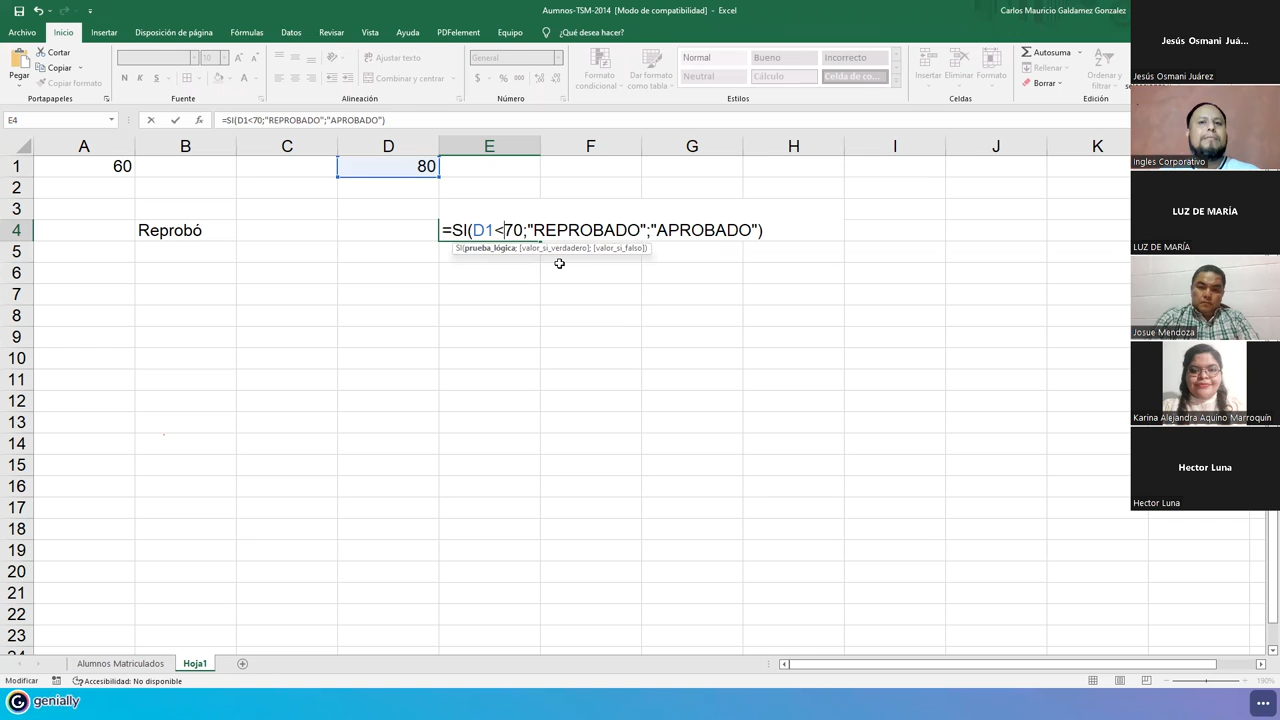 Aumnos-TSM-2014 [Modo de compatibilidad] - Excel
Carlos Mauricio Galdamez Gonzalez
Archivo Inicio Insertar Disposición de página Fórmulas Datos Revisar Vista Ayuda PDFelement Equipo ¿Qué desea hacer?
Pegar
Cortar
Copiar
Copiar formato
Portapapeles
10
N K S
Fuente
Ajustar texto
Combinar y centrar
Alineación
General
$ % 000
Número
Formato condicional
Dar formato como tabla
Normal Bueno Incorrecto
Neutral Cálculo Celda de co...
Estilos
Insertar Eliminar Formato
Celdas
Autosuma
Rellenar
Borrar
Ordenar y filtrar
Edición
E4
=SI(D1<70;"REPROBADO";"APROBADO")
A B C D E F G H I J K
1 60 80
2
3
4 Reprobó =SI(D1<70;"REPROBADO";"APROBADO")
SI(prueba_lógica; [valor_si_verdadero]; [valor_si_falso])
5
6
7
8
9
10
11
12
13
14
15
16
17
18
19
20
21
22
23
24
Alumnos Matriculados Hoja1
Modificar Accesibilidad: No disponible
190%
genially
Jesús Osmani Juá...
Jesús Osmani Juárez
Ingles Corporativo
LUZ DE MARÍA
LUZ DE MARÍA
Josue Mendoza
Karina Alejandra Aquino Marroquín
Hector Luna
Hector Luna